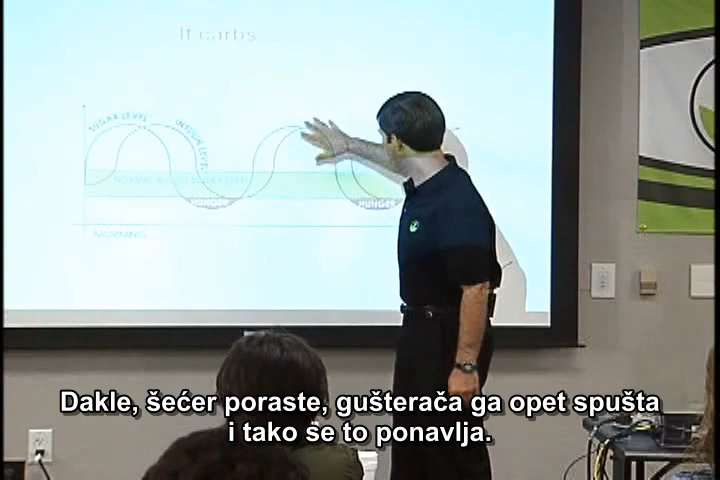 If carbs
SUGAR LEVEL
INSULIN LEVEL
HUNGER
HUNGER
MORNING
Dakle, šećer poraste, gušterača ga opet spušta
i tako se to ponavlja.